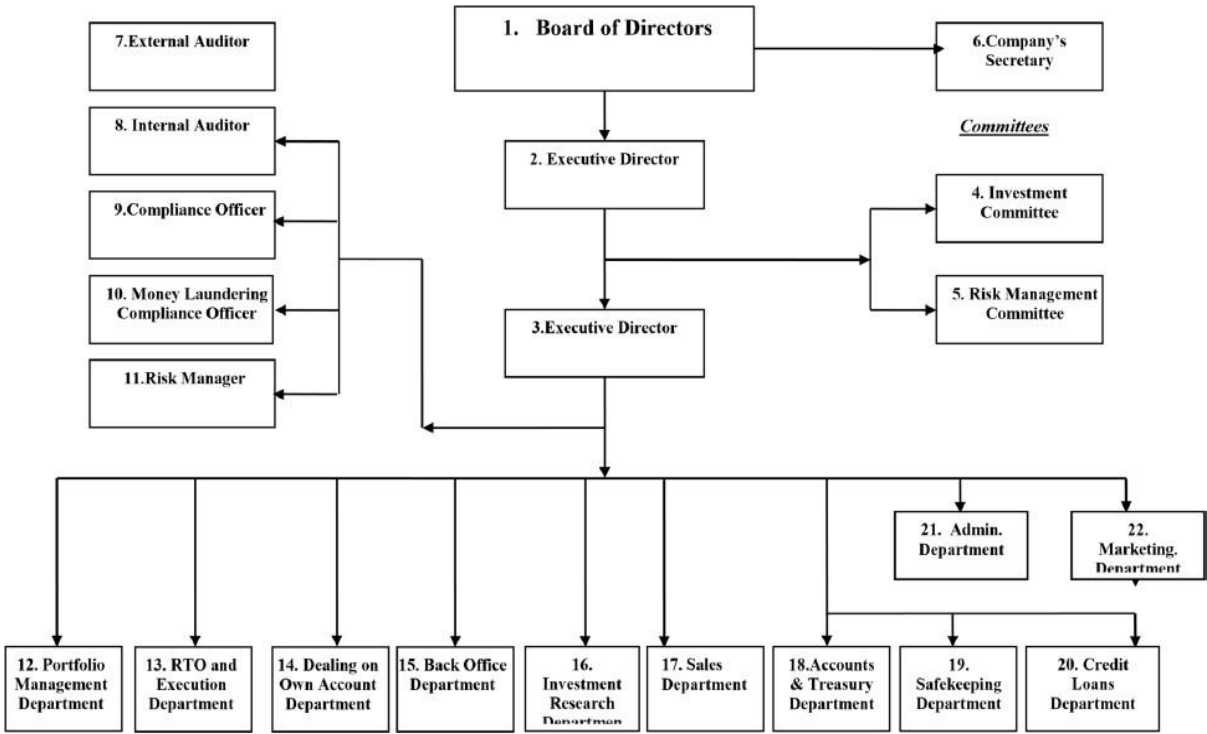 1. Board of Directors
7.External Auditor
6.Company's
Secretary
8. Internal Auditor
Committees
2. Executive Director
9.Compliance Officer
4. Investment
Committee
10. Money Laundering
Compliance Officer
5. Risk Management
Committee
3.Executive Director
11.Risk Manager
21. Admin.
Department
22.
Marketing.
Department
12. Portfolio
Management
Department
13. RTO and
Execution
Department
14. Dealing on
Own Account
Department
15. Back Office
Department
16.
Investment
Research
Departmen
17. Sales
Department
18.Accounts
& Treasury
Department
19.
Safekeeping
Department
20. Credit
Loans
Department